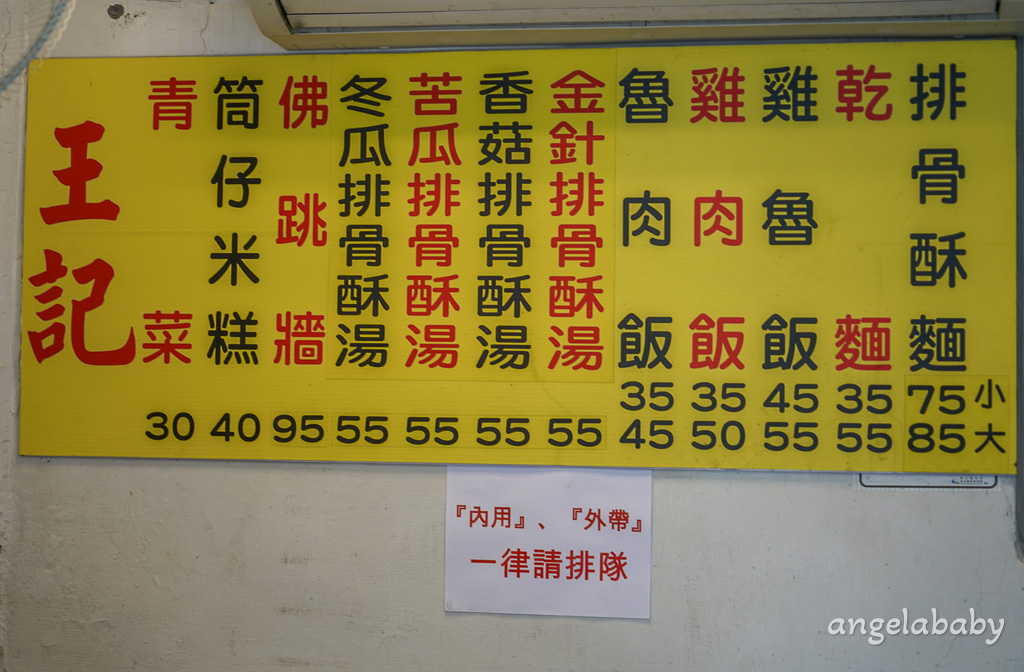 排骨酥麵 小75 大85
乾麵 35 55
雞魯飯 45 55
雞肉飯 35 50
魯肉飯 35 45
金針排骨酥湯 55
香菇排骨酥湯 55
苦瓜排骨酥湯 55
冬瓜排骨酥湯 55
佛跳牆 95
筒仔米糕 40
青菜 30
王記
『內用』、『外帶』
一律請排隊
angelababy